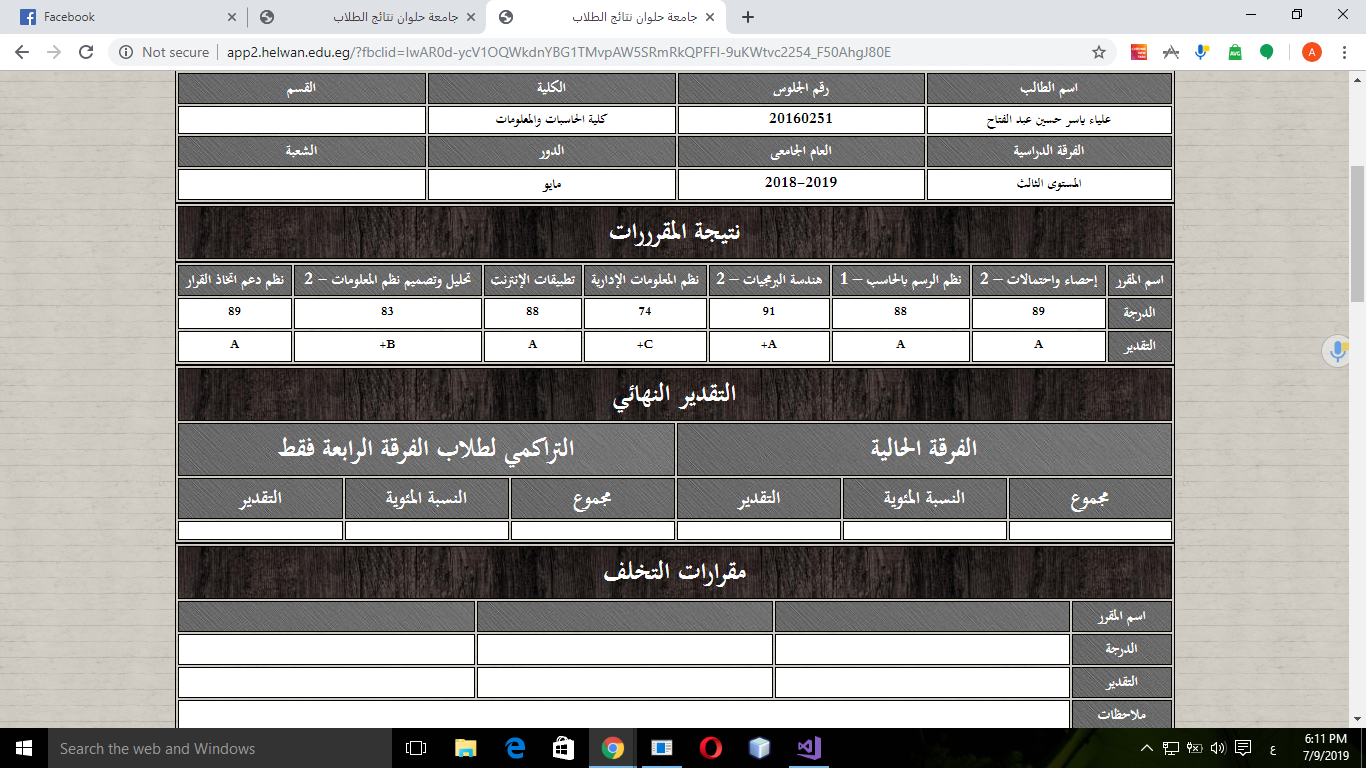 Facebook
جامعة حلوان نتائج الطلاب
جامعة حلوان نتائج الطلاب
Not secure | app2.helwan.edu.eg/?fbclid=IwAR0d-ycV1OQWkdnYBG1TMvpAW5SRmRkQPFFI-9uKWtvc2254_F50AhgJ80E
A
اسم الطالب رقم الجلوس الكلية القسم
علياء ياسر حسين عبد الفتاح 20160251 كلية الحاسبات والمعلومات
الفرقة الدراسية العام الجامعى الدور الشعبة
المستوى الثالث 2018-2019 مايو
نتيجة المقررات
اسم المقرر إحصاء واحتمالات – 2 نظم الرسم بالحاسب – 1 هندسة البرمجيات – 2 نظم المعلومات الإدارية تطبيقات الإنترنت تحليل وتصميم نظم المعلومات – 2 نظم دعم اتخاذ القرار
الدرجة 89 88 91 74 88 83 89
التقدير A A A+ C+ A B+ A
التقدير النهائي
الفرقة الحالية التراكمي لطلاب الفرقة الرابعة فقط
مجموع النسبة المئوية التقدير مجموع النسبة المئوية التقدير
مقرارات التخلف
اسم المقرر
الدرجة
التقدير
ملاحظات
Search the web and Windows
ع
6:11 PM
7/9/2019